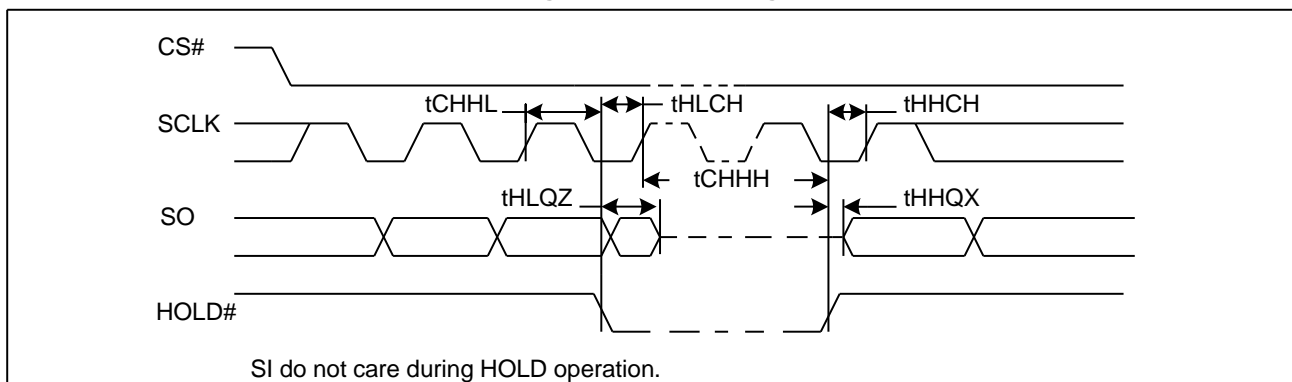 CS#
tCHHL
tHLCH
tHHCH
SCLK
tCHHH
tHLQZ
tHHQX
SO
HOLD#
SI do not care during HOLD operation.